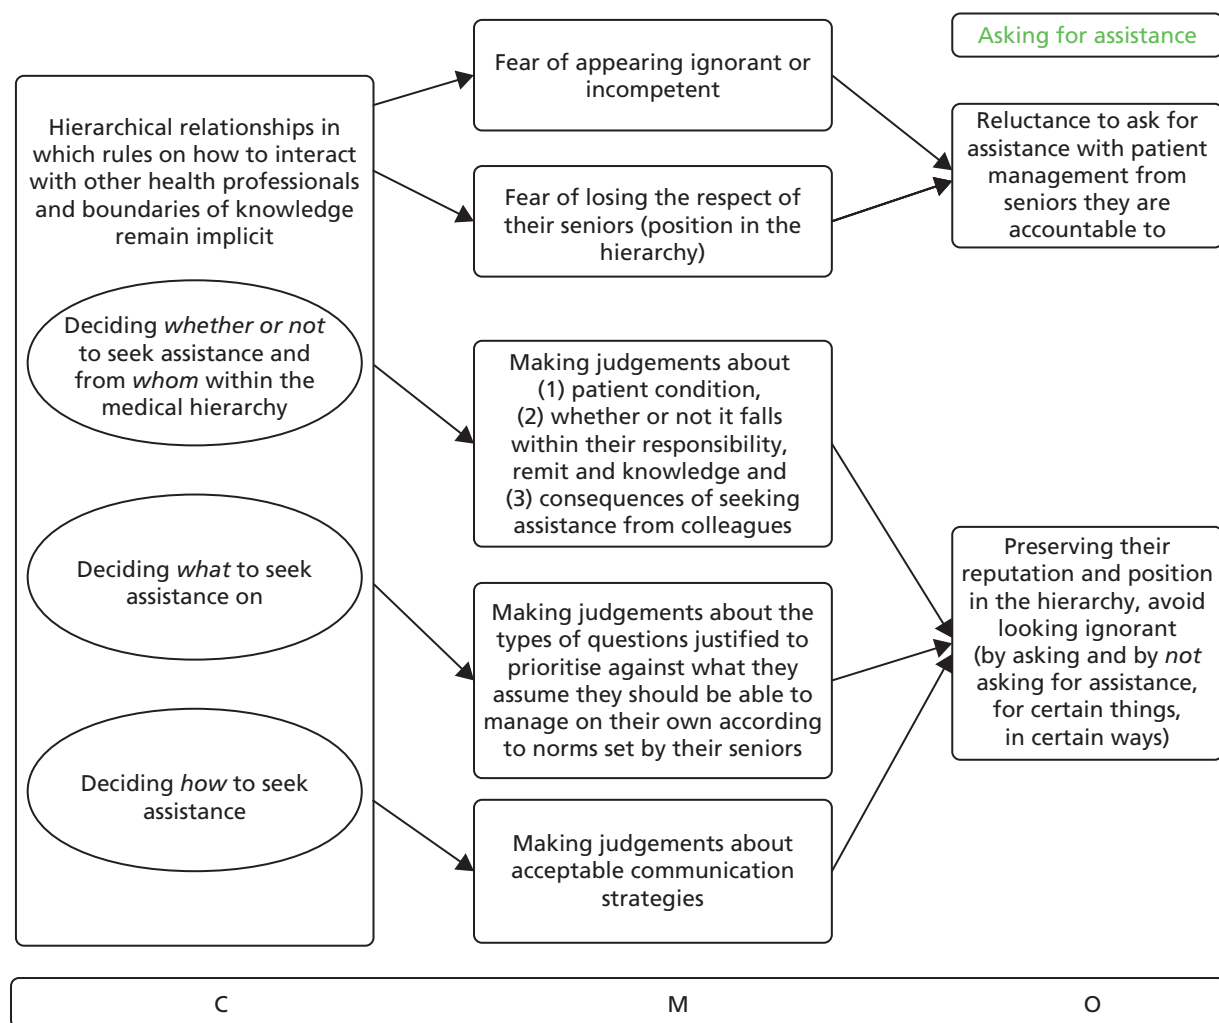 Asking for assistance
Hierarchical relationships in
which rules on how to interact
with other health professionals
and boundaries of knowledge
remain implicit
Deciding whether or not
to seek assistance and
from whom within the
medical hierarchy
Deciding what to seek
assistance on
Deciding how to seek
assistance
Fear of appearing ignorant or
incompetent
Fear of losing the respect of
their seniors (position in the
hierarchy)
Making judgements about
(1) patient condition,
(2) whether or not it falls
within their responsibility,
remit and knowledge and
(3) consequences of seeking
assistance from colleagues
Making judgements about the
types of questions justified to
prioritise against what they
assume they should be able to
manage on their own according
to norms set by their seniors
Making judgements about
acceptable communication
strategies
Reluctance to ask for
assistance with patient
management from
seniors they are
accountable to
Preserving their
reputation and position
in the hierarchy, avoid
looking ignorant
(by asking and by not
asking for assistance,
for certain things,
in certain ways)
C
M
O